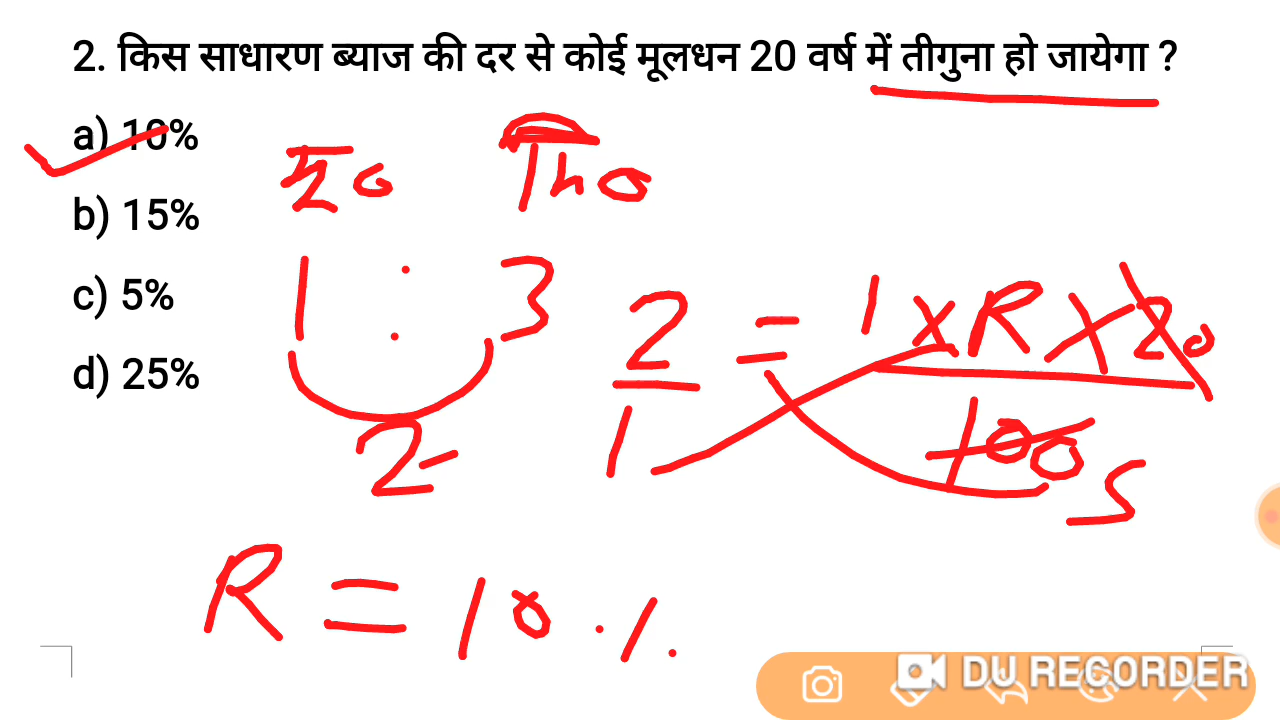 2. किस साधारण ब्याज की दर से कोई मूलधन 20 वर्ष में तीगुना हो जायेगा ?
a) 10%
b) 15%
c) 5%
d) 25%
1 : 3
2
2/1 = 1 x R x 20 / 100 5
R = 10 %
DU RECORDER